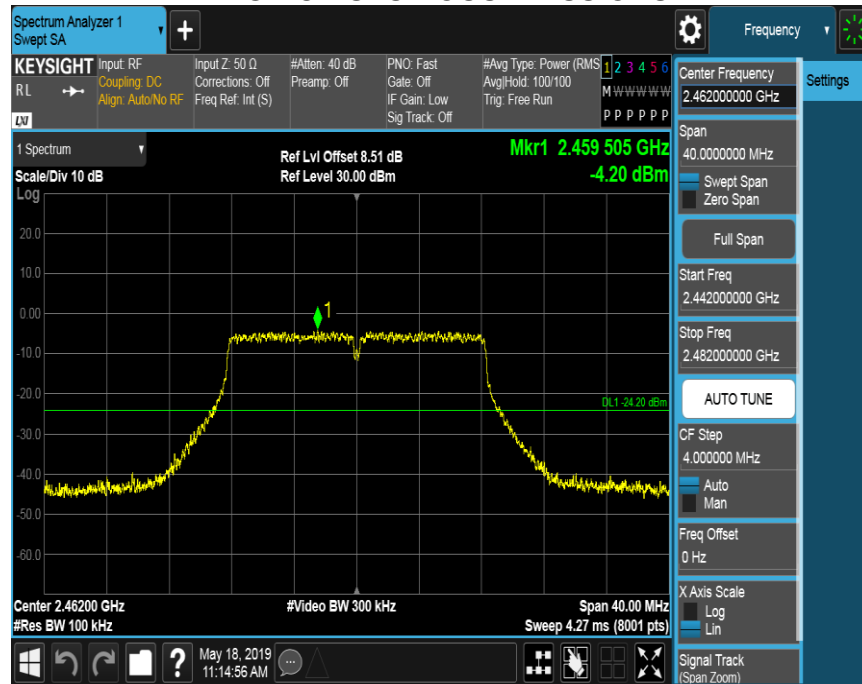 Spectrum Analyzer 1
Swept SA
+
Frequency
KEYSIGHT
RL
LXI
Input: RF
Coupling: DC
Align: Auto/No RF
Input Z: 50 Ω
Corrections: Off
Freq Ref: Int (S)
#Atten: 40 dB
Preamp: Off
PNO: Fast
Gate: Off
IF Gain: Low
Sig Track: Off
#Avg Type: Power (RMS
Avg|Hold: 100/100
Trig: Free Run
1 2 3 4 5 6
M W W W W W
P P P P P P
1 Spectrum
Scale/Div 10 dB
Ref Lvl Offset 8.51 dB
Ref Level 30.00 dBm
Mkr1 2.459 505 GHz
-4.20 dBm
Log
20.0
10.0
0.00
1
-10.0
-20.0
DL1 -24.20 dBm
-30.0
-40.0
-50.0
-60.0
Center 2.46200 GHz
#Res BW 100 kHz
#Video BW 300 kHz
Span 40.00 MHz
Sweep 4.27 ms (8001 pts)
May 18, 2019
11:14:56 AM
?
Center Frequency
2.462000000 GHz
Settings
Span
40.0000000 MHz
Swept Span
Zero Span
Full Span
Start Freq
2.442000000 GHz
Stop Freq
2.482000000 GHz
AUTO TUNE
CF Step
4.000000 MHz
Auto
Man
Freq Offset
0 Hz
X Axis Scale
Log
Lin
Signal Track
(Span Zoom)